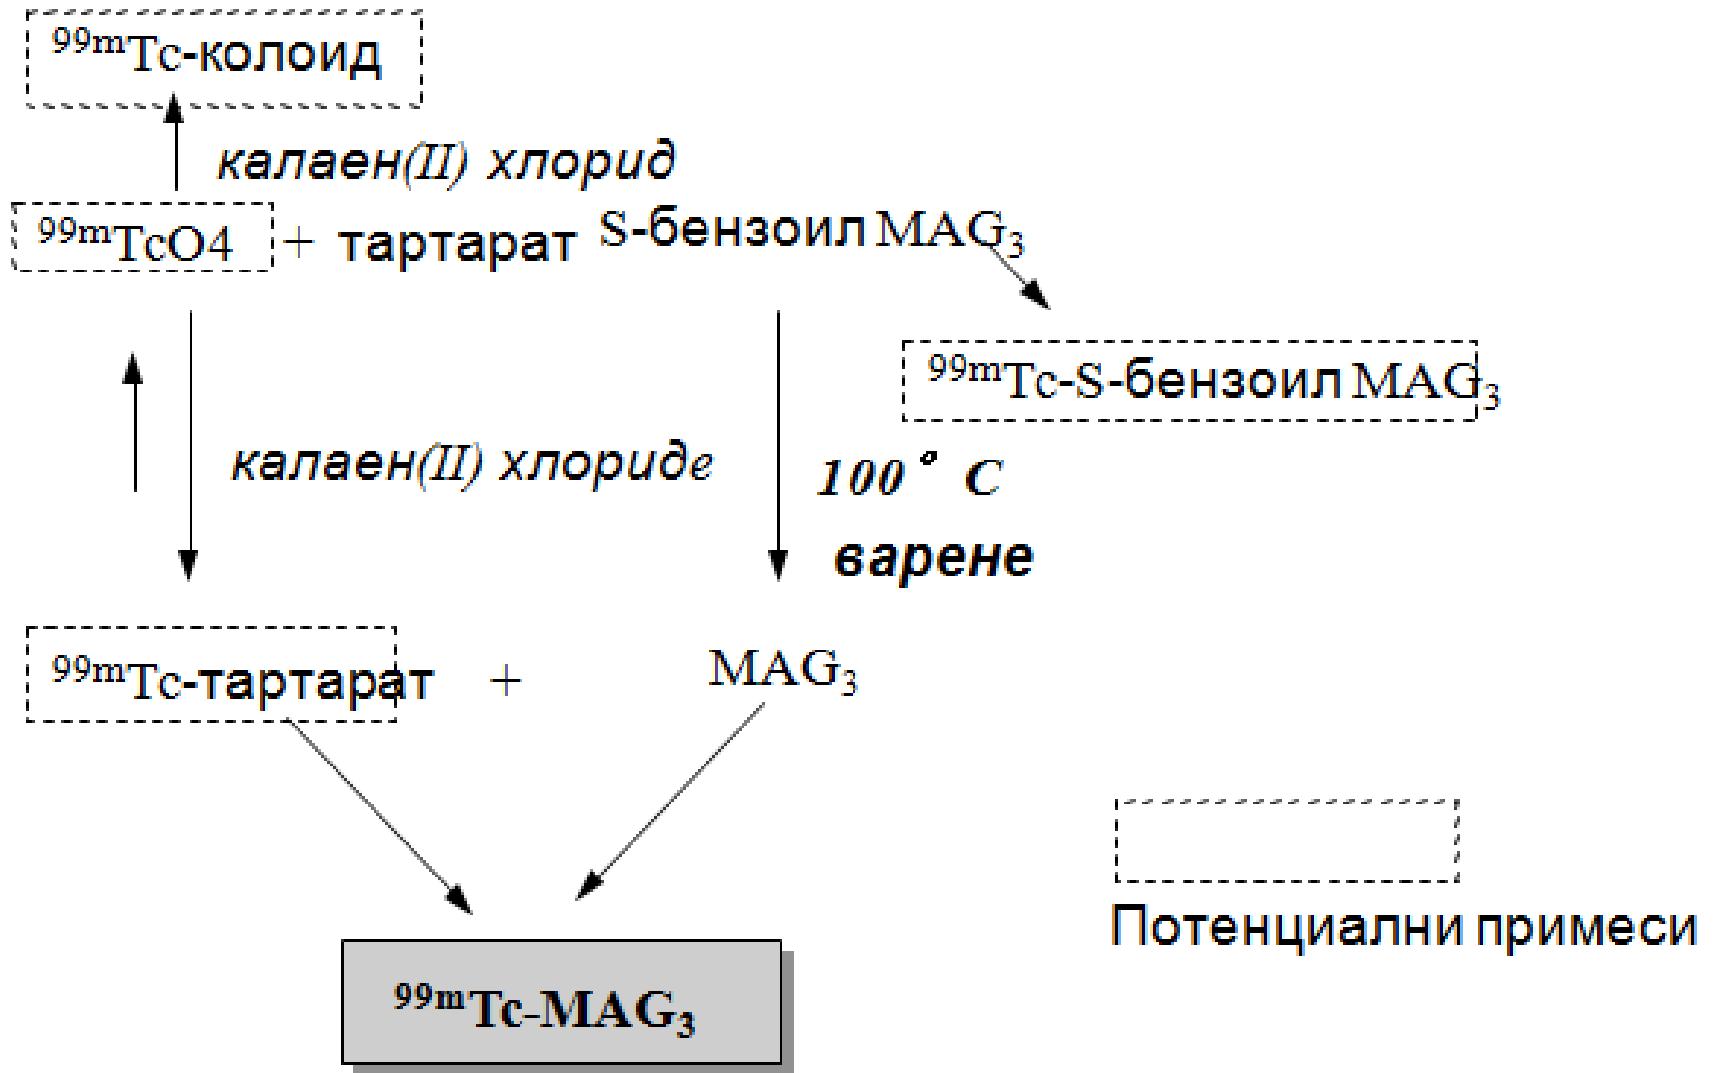 ⁹⁹ᵐTc-колоид
калаен(II) хлорид
⁹⁹ᵐTcO4 + тартарат S-бензоил MAG₃
⁹⁹ᵐTc-S-бензоил MAG₃
калаен(II) хлоридe
100° C
варене
⁹⁹ᵐTc-тартарат + MAG₃
Потенциални примеси
⁹⁹ᵐTc-MAG₃